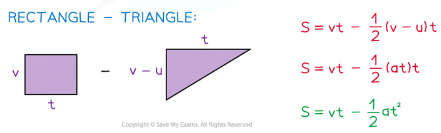 RECTANGLE – TRIANGLE:
S = vt – 1/2 (v – u)t
t
v – v – u
S = vt – 1/2 (at)t
t
S = vt – 1/2 at²
Copyright © Save My Exams. All Rights Reserved